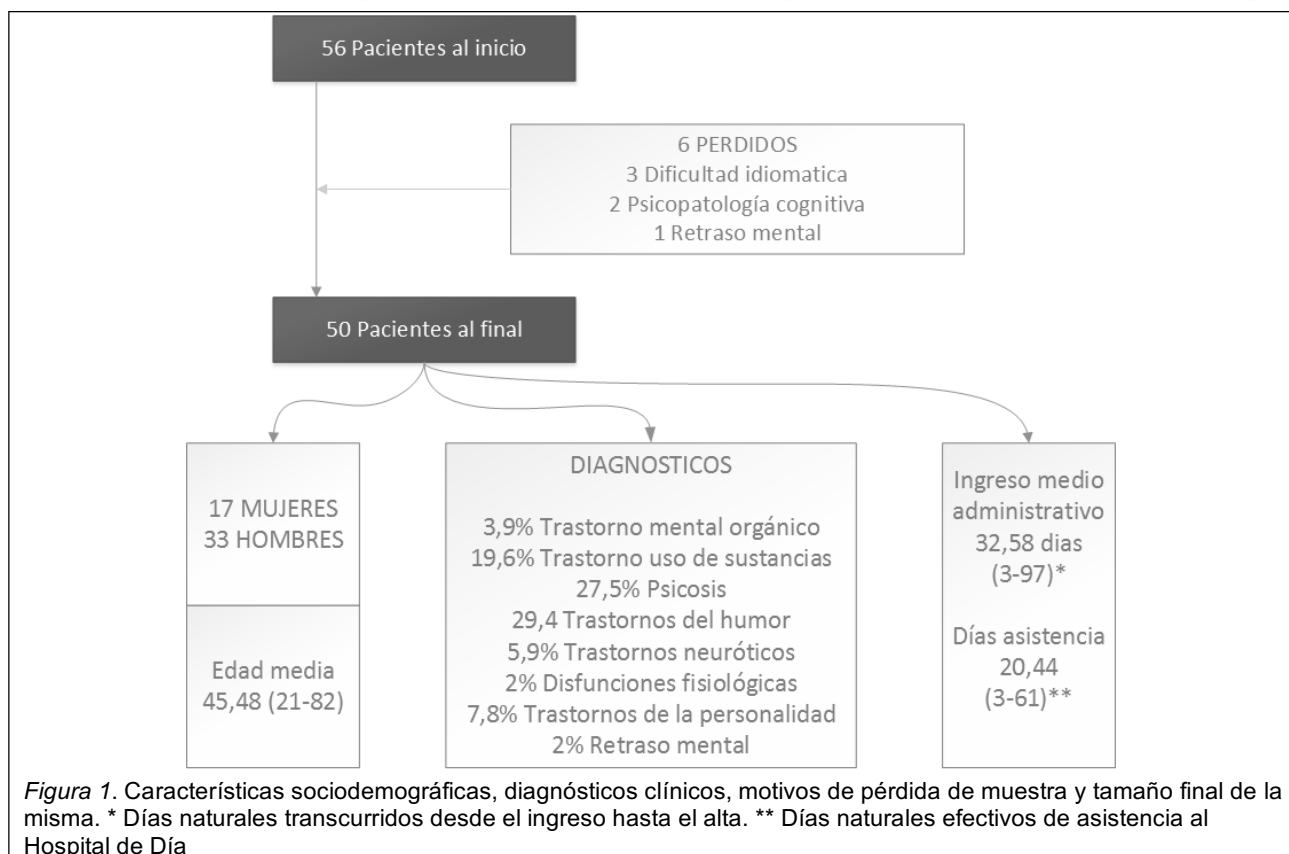 56 Pacientes al inicio
6 PERDIDOS
3 Dificultad idiomatica
2 Psicopatología cognitiva
1 Retraso mental
50 Pacientes al final
17 MUJERES
33 HOMBRES
Edad media
45,48 (21-82)
DIAGNOSTICOS
3,9% Trastorno mental orgánico
19,6% Trastorno uso de sustancias
27,5% Psicosis
29,4 Trastornos del humor
5,9% Trastornos neuróticos
2% Disfunciones fisiológicas
7,8% Trastornos de la personalidad
2% Retraso mental
Ingreso medio
administrativo
32,58 dias
(3-97)*
Días asistencia
20,44
(3-61)**
Figura 1. Características sociodemográficas, diagnósticos clínicos, motivos de pérdida de muestra y tamaño final de la
misma. * Días naturales transcurridos desde el ingreso hasta el alta. ** Días naturales efectivos de asistencia al
Hospital de Día